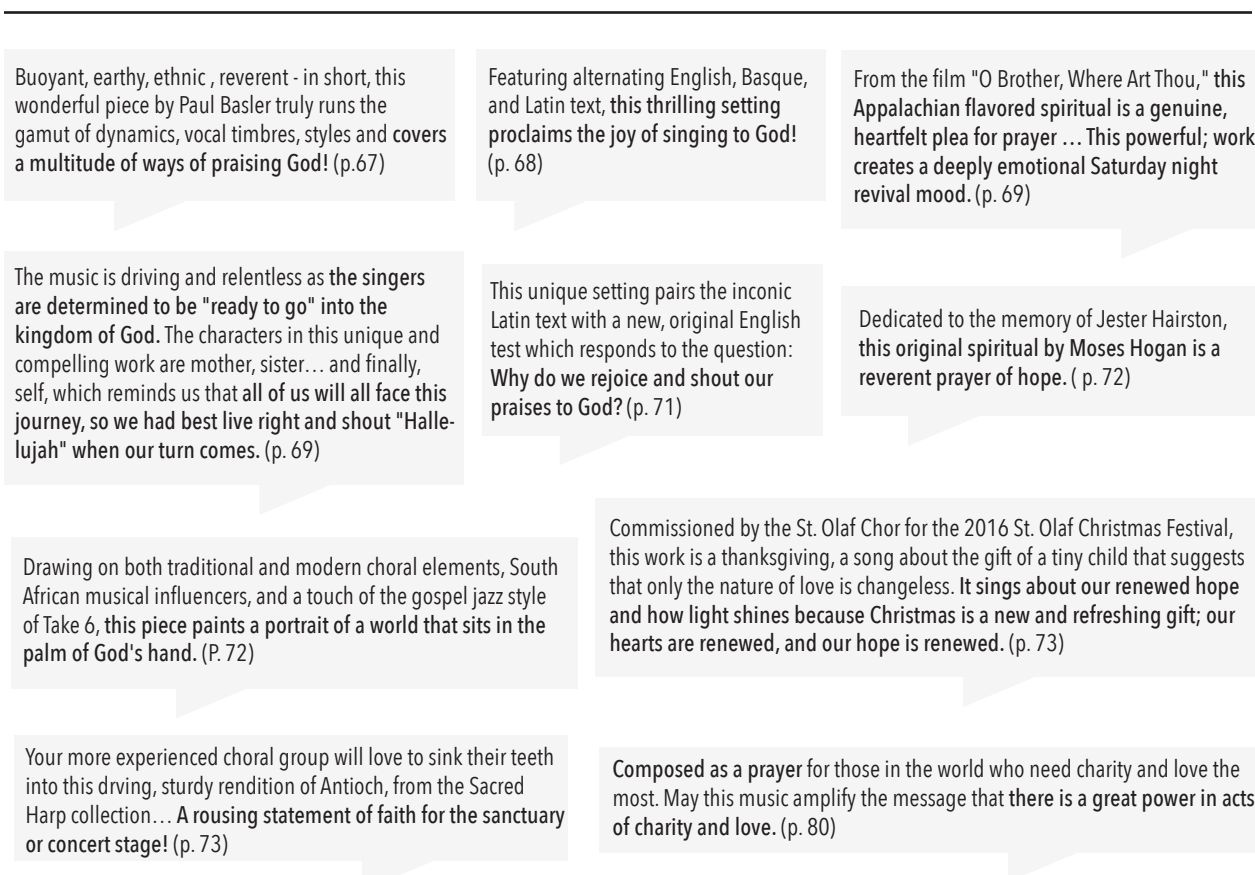 Buoyant, earthy, ethnic , reverent - in short, this
wonderful piece by Paul Basler truly runs the
gamut of dynamics, vocal timbres, styles and covers
a multitude of ways of praising God! (p.67)
Featuring alternating English, Basque,
and Latin text, this thrilling setting
proclaims the joy of singing to God!
(p. 68)
From the film "O Brother, Where Art Thou," this
Appalachian flavored spiritual is a genuine,
heartfelt plea for prayer … This powerful; work
creates a deeply emotional Saturday night
revival mood. (p. 69)
The music is driving and relentless as the singers
are determined to be "ready to go" into the
kingdom of God. The characters in this unique and
compelling work are mother, sister… and finally,
self, which reminds us that all of us will all face this
journey, so we had best live right and shout "Halle-
lujah" when our turn comes. (p. 69)
This unique setting pairs the inconic
Latin text with a new, original English
test which responds to the question:
Why do we rejoice and shout our
praises to God? (p. 71)
Dedicated to the memory of Jester Hairston,
this original spiritual by Moses Hogan is a
reverent prayer of hope. ( p. 72)
Drawing on both traditional and modern choral elements, South
African musical influencers, and a touch of the gospel jazz style
of Take 6, this piece paints a portrait of a world that sits in the
palm of God's hand. (P. 72)
Commissioned by the St. Olaf Chor for the 2016 St. Olaf Christmas Festival,
this work is a thanksgiving, a song about the gift of a tiny child that suggests
that only the nature of love is changeless. It sings about our renewed hope
and how light shines because Christmas is a new and refreshing gift; our
hearts are renewed, and our hope is renewed. (p. 73)
Your more experienced choral group will love to sink their teeth
into this drving, sturdy rendition of Antioch, from the Sacred
Harp collection… A rousing statement of faith for the sanctuary
or concert stage! (p. 73)
Composed as a prayer for those in the world who need charity and love the
most. May this music amplify the message that there is a great power in acts
of charity and love. (p. 80)